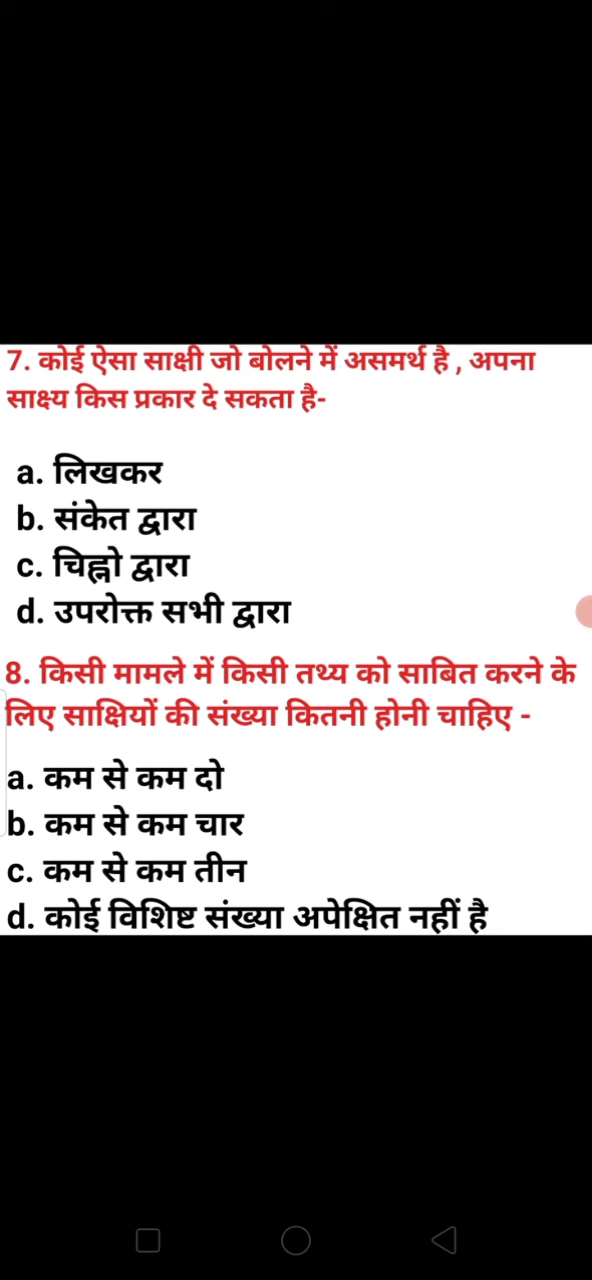 7. कोई ऐसा साक्षी जो बोलने में असमर्थ है , अपना
साक्ष्य किस प्रकार दे सकता है-
a. लिखकर
b. संकेत द्वारा
c. चिह्नो द्वारा
d. उपरोक्त सभी द्वारा
8. किसी मामले में किसी तथ्य को साबित करने के
लिए साक्षियों की संख्या कितनी होनी चाहिए -
a. कम से कम दो
b. कम से कम चार
c. कम से कम तीन
d. कोई विशिष्ट संख्या अपेक्षित नहीं है